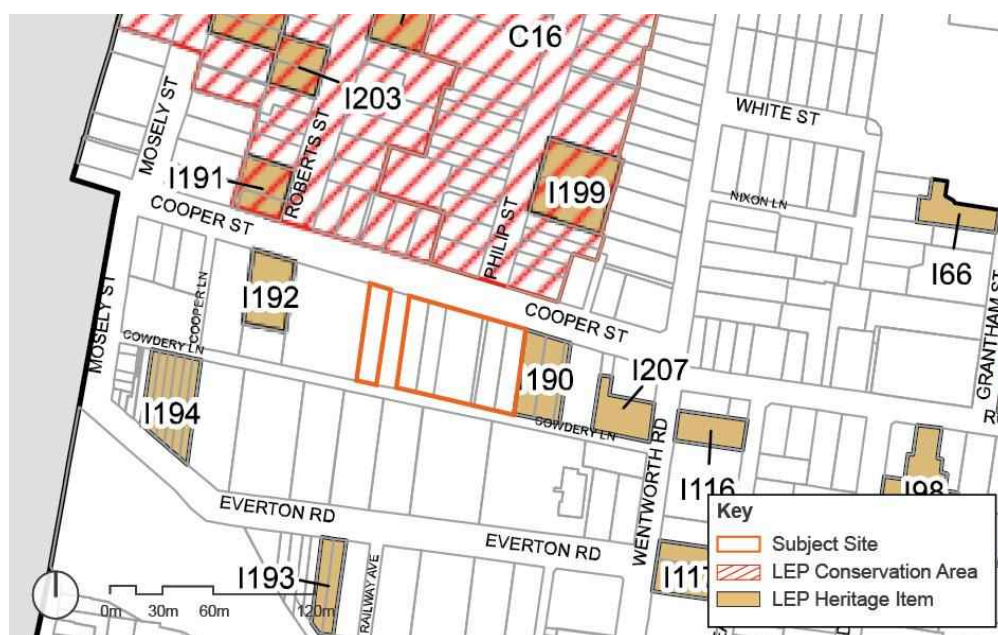 C16
I203
MOSELY ST
ROBERTS ST
WHITE ST
I191
I199
NIXON LN
COOPER ST
PHILIP ST
I66
I192
COOPER LN
COOPER ST
GRANTHAM ST
MOSELY ST
COWDERY LN
I190
I207
I194
COWDERY LN
WENTWORTH RD
I116
I98
EVERTON RD
EVERTON RD
I193
RAILWAY AVE
I117
Key
Subject Site
LEP Conservation Area
LEP Heritage Item
0m 30m 60m 120m